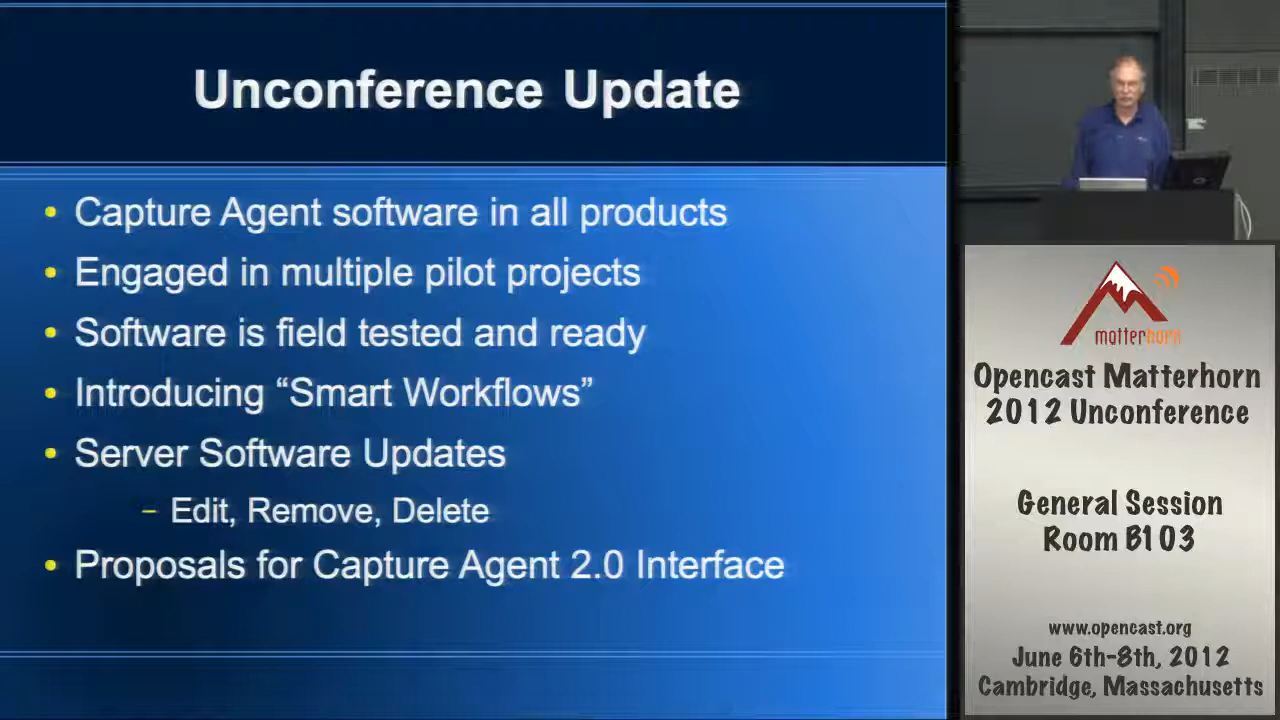 Unconference Update
• Capture Agent software in all products
• Engaged in multiple pilot projects
• Software is field tested and ready
• Introducing “Smart Workflows”
• Server Software Updates
– Edit, Remove, Delete
• Proposals for Capture Agent 2.0 Interface
matterhorn
Opencast Matterhorn
2012 Unconference
General Session
Room B103
www.opencast.org
June 6th-8th, 2012
Cambridge, Massachusetts